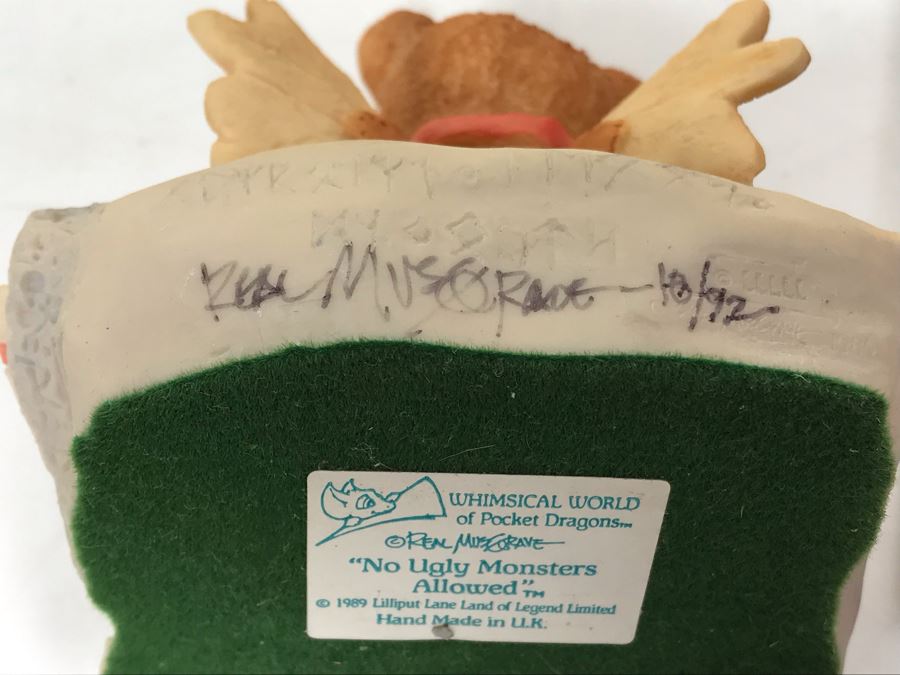 REAL MUSGRAVE — 10/92
WHIMSICAL WORLD
of Pocket Dragons™
© REAL MUSGRAVE
"No Ugly Monsters
Allowed"™
© 1989 Lilliput Lane Land of Legend Limited
Hand Made in U.K.